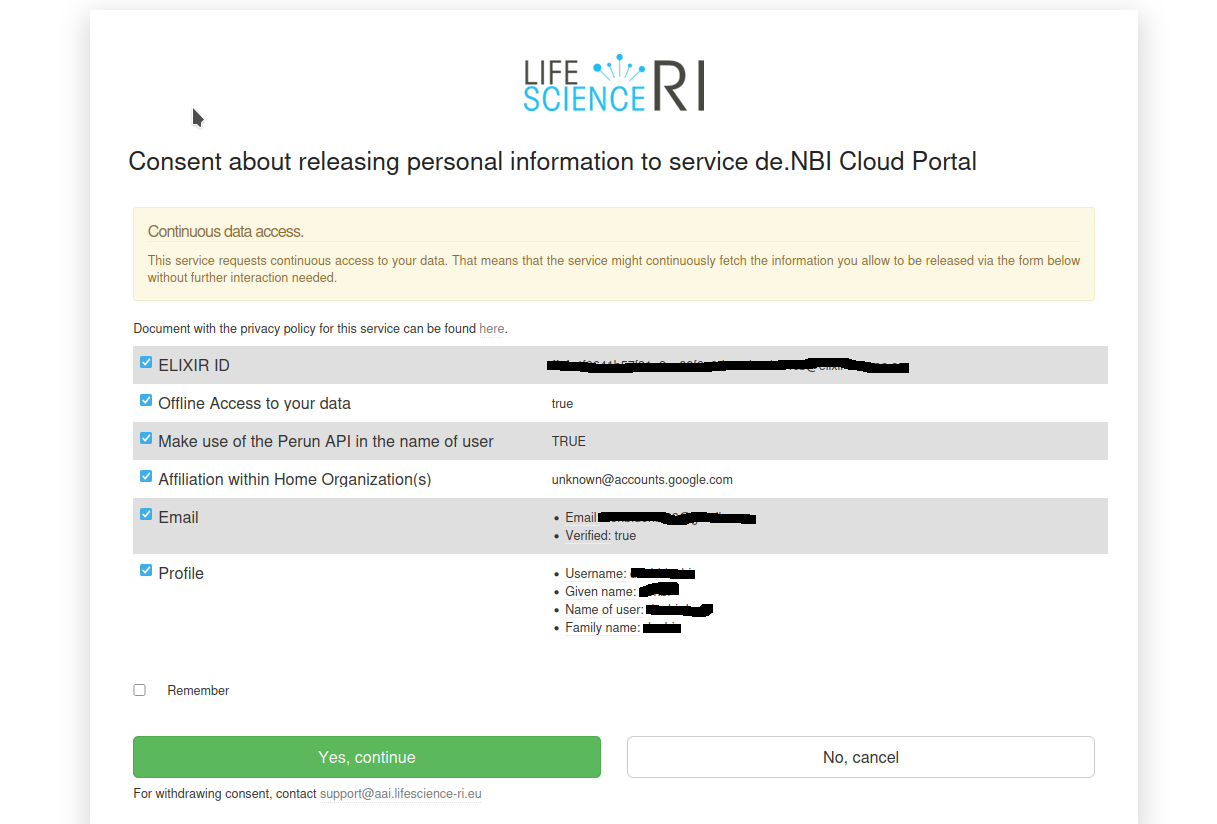 LIFE
SCIENCE RI
Consent about releasing personal information to service de.NBI Cloud Portal
Continuous data access.
This service requests continuous access to your data. That means that the service might continuously fetch the information you allow to be released via the form below
without further interaction needed.
Document with the privacy policy for this service can be found here.
ELIXIR ID
Offline Access to your data true
Make use of the Perun API in the name of user TRUE
Affiliation within Home Organization(s) unknown@accounts.google.com
Email • Email:
• Verified: true
Profile • Username:
• Given name:
• Name of user:
• Family name:
Remember
Yes, continue No, cancel
For withdrawing consent, contact support@aai.lifescience-ri.eu